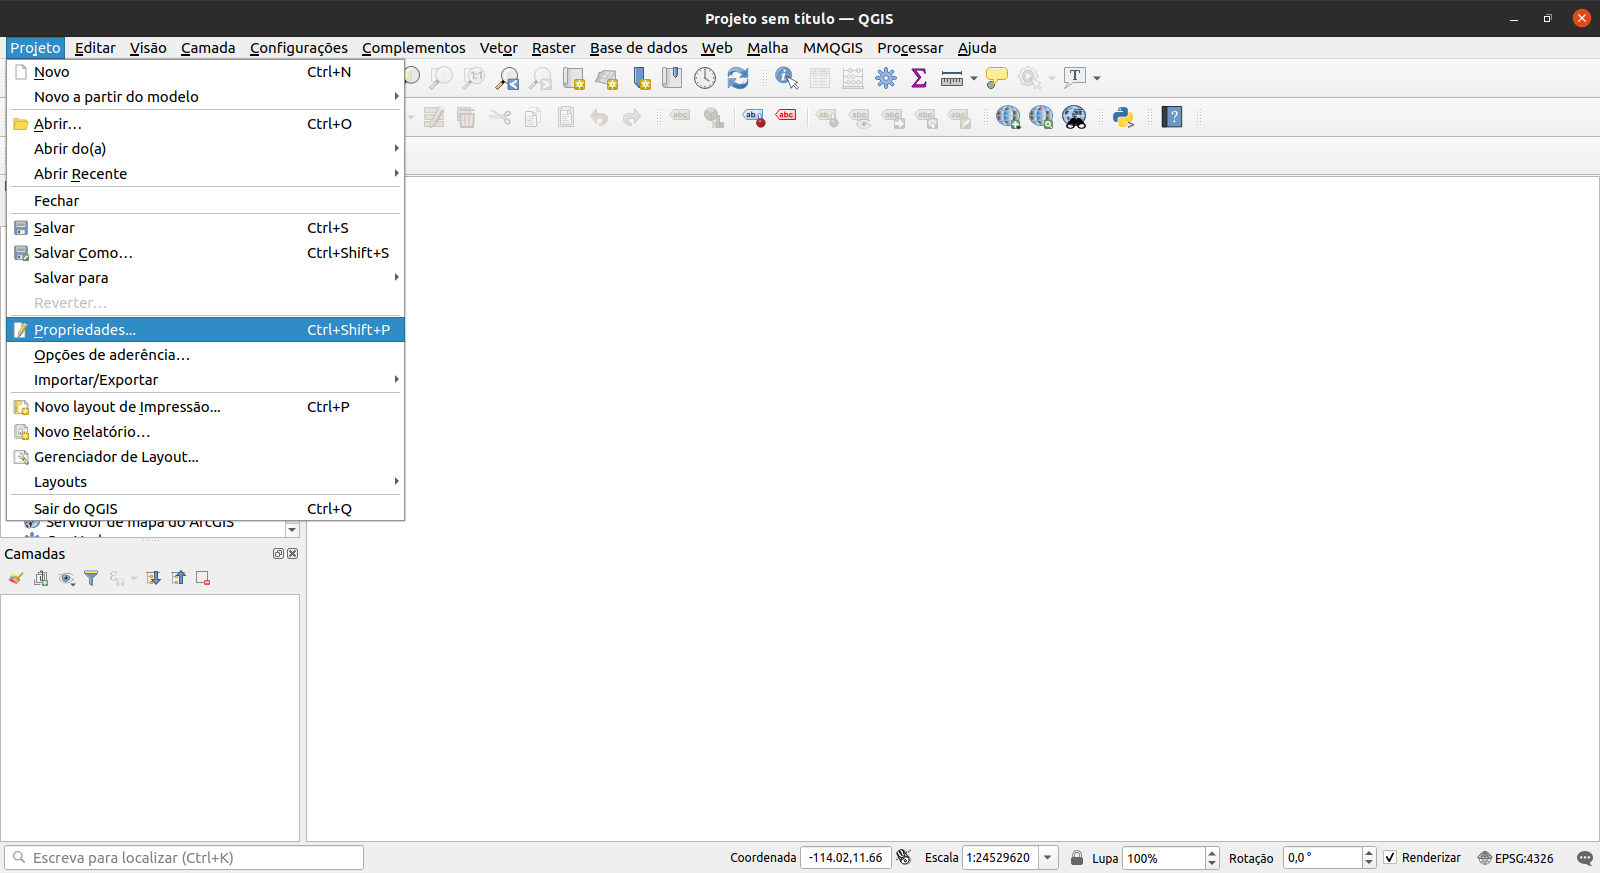 Projeto sem título — QGIS
Projeto Editar Visão Camada Configurações Complementos Vetor Raster Base de dados Web Malha MMQGIS Processar Ajuda
Novo Ctrl+N
Novo a partir do modelo
Abrir... Ctrl+O
Abrir do(a)
Abrir Recente
Fechar
Salvar Ctrl+S
Salvar Como... Ctrl+Shift+S
Salvar para
Reverter...
Propriedades... Ctrl+Shift+P
Opções de aderência...
Importar/Exportar
Novo layout de Impressão... Ctrl+P
Novo Relatório...
Gerenciador de Layout...
Layouts
Sair do QGIS Ctrl+Q
Servidor de mapa do ArcGIS
Camadas
Escreva para localizar (Ctrl+K)
Coordenada -114.02,11.66 Escala 1:24529620 Lupa 100% Rotação 0,0 ° Renderizar EPSG:4326